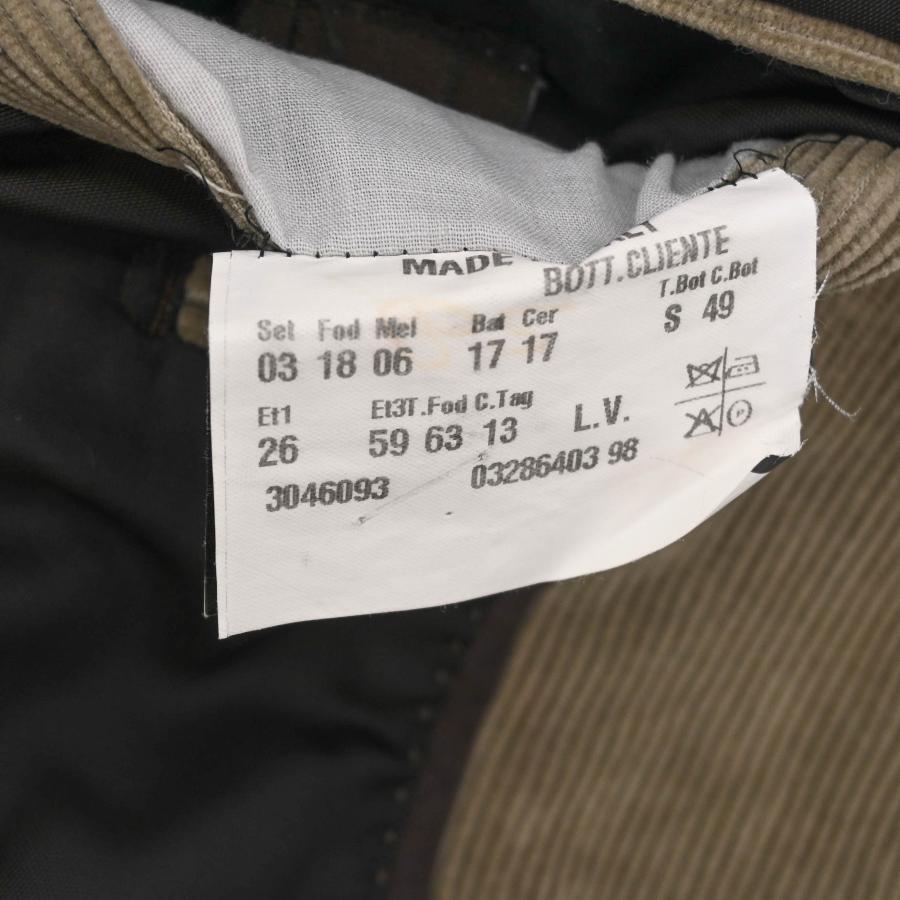 MADE
BOTT.CLIENTE
Set Fod Mel Bat Cer T.Bot C.Bot
03 18 06 17 17 S 49
Et1 Et3T.Fod C.Tag
26 59 63 13 L.V.
3046093 03286403 98